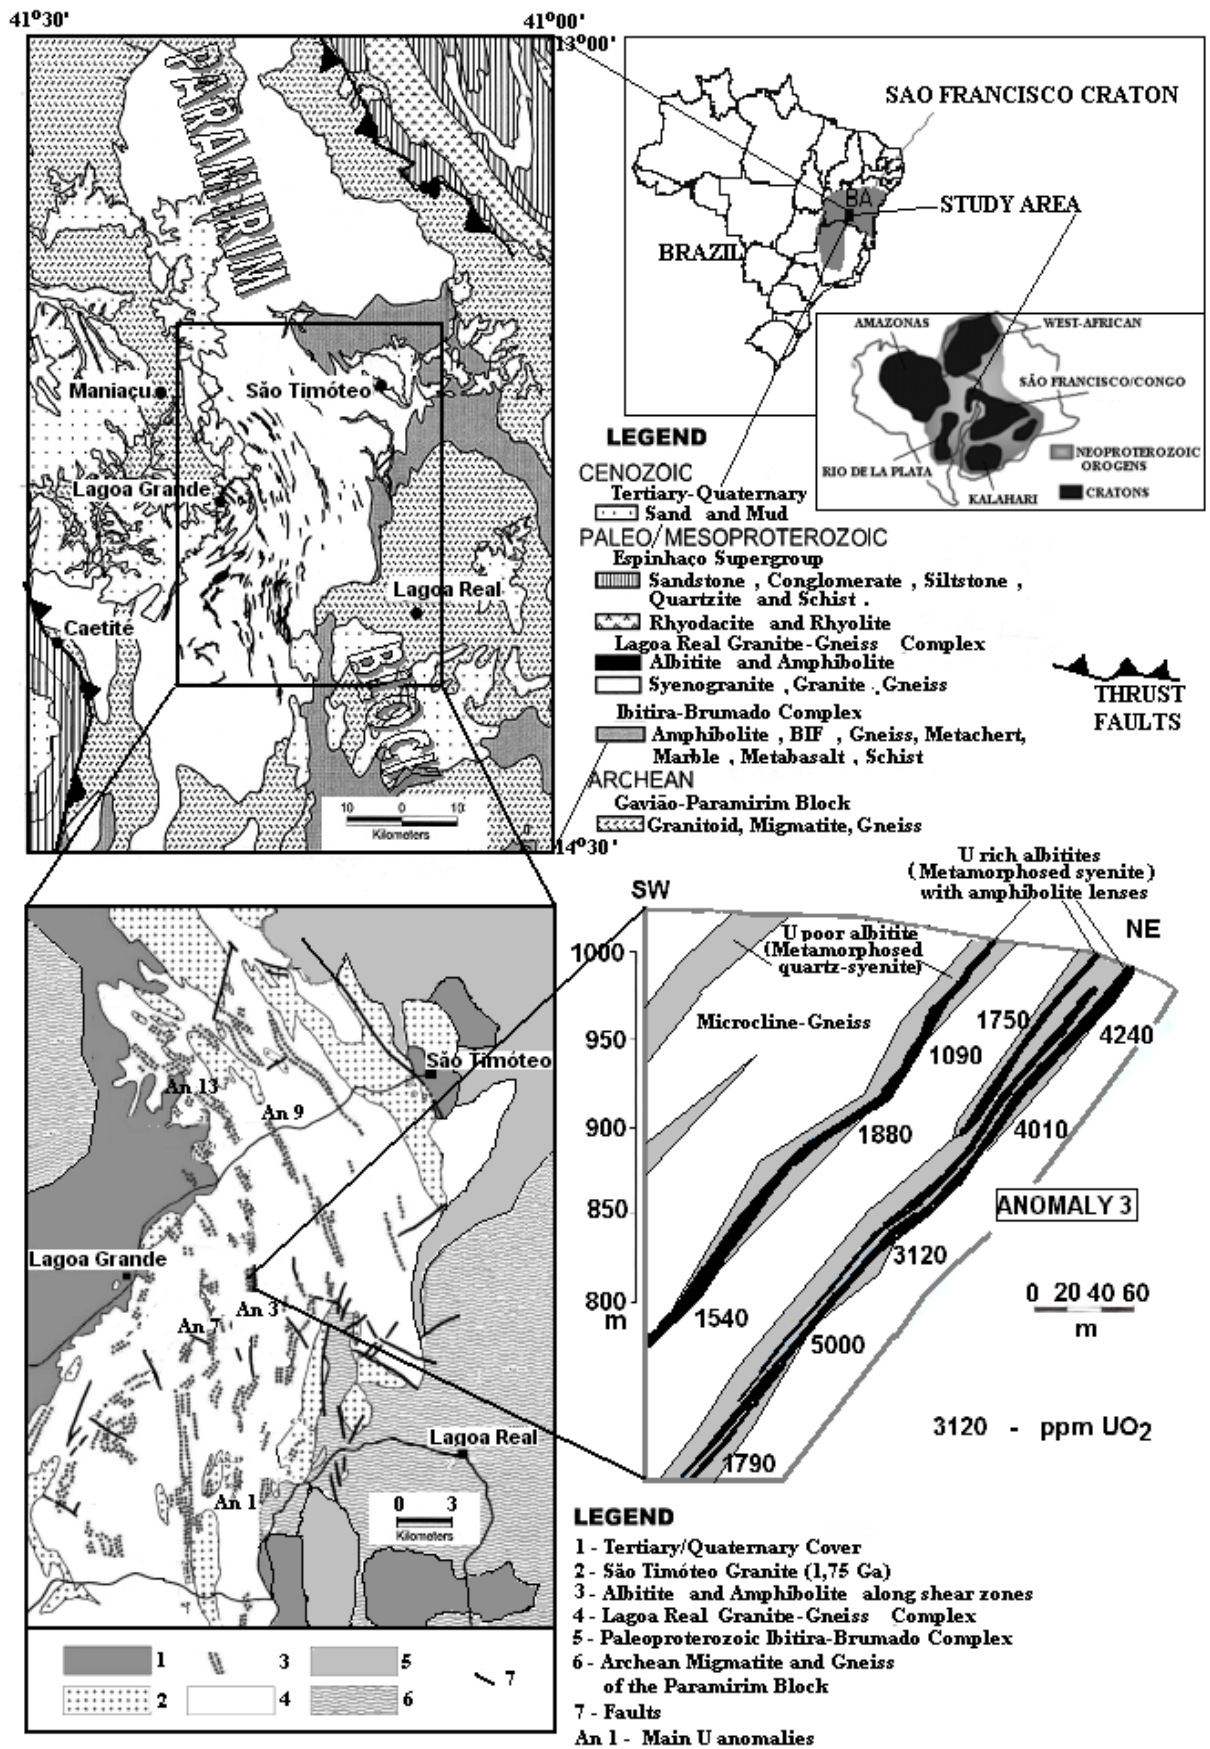 41º30'
41º00'
13º00'
PARAMIRIM
Maniaçu
São Timóteo
Lagoa Grande
Lagoa Real
Caetité
BLOCK
10 0 10
Kilometers
14º30'
SAO FRANCISCO CRATON
BA
STUDY AREA
BRAZIL
AMAZONAS
WEST-AFRICAN
SÃO FRANCISCO/CONGO
RIO DE LA PLATA
KALAHARI
NEOPROTEROZOIC
OROGENS
CRATONS
LEGEND
CENOZOIC
Tertiary-Quaternary
Sand and Mud
PALEO/MESOPROTEROZOIC
Espinhaço Supergroup
Sandstone , Conglomerate , Siltstone ,
Quartzite and Schist .
Rhyodacite and Rhyolite
Lagoa Real Granite-Gneiss Complex
Albitite and Amphibolite
Syenogranite , Granite , Gneiss
Ibitira-Brumado Complex
Amphibolite , BIF , Gneiss, Metachert,
Marble , Metabasalt , Schist
ARCHEAN
Gavião-Paramirim Block
Granitoid, Migmatite, Gneiss
THRUST
FAULTS
São Timóteo
An 13
An 9
Lagoa Grande
An 3
An 7
Lagoa Real
An 1
0 3
Kilometers
1 3 5
2 4 6
7
U rich albitites
(Metamorphosed syenite)
with amphibolite lenses
SW
NE
U poor albitite
(Metamorphosed
quartz-syenite)
Microcline-Gneiss
1000
950
900
850
800
m
1750
4240
1090
1880
4010
ANOMALY 3
3120
1540
5000
1790
0 20 40 60
m
3120 - ppm UO2
LEGEND
1 - Tertiary/Quaternary Cover
2 - São Timóteo Granite (1,75 Ga)
3 - Albitite and Amphibolite along shear zones
4 - Lagoa Real Granite-Gneiss Complex
5 - Paleoproterozoic Ibitira-Brumado Complex
6 - Archean Migmatite and Gneiss
of the Paramirim Block
7 - Faults
An 1 - Main U anomalies